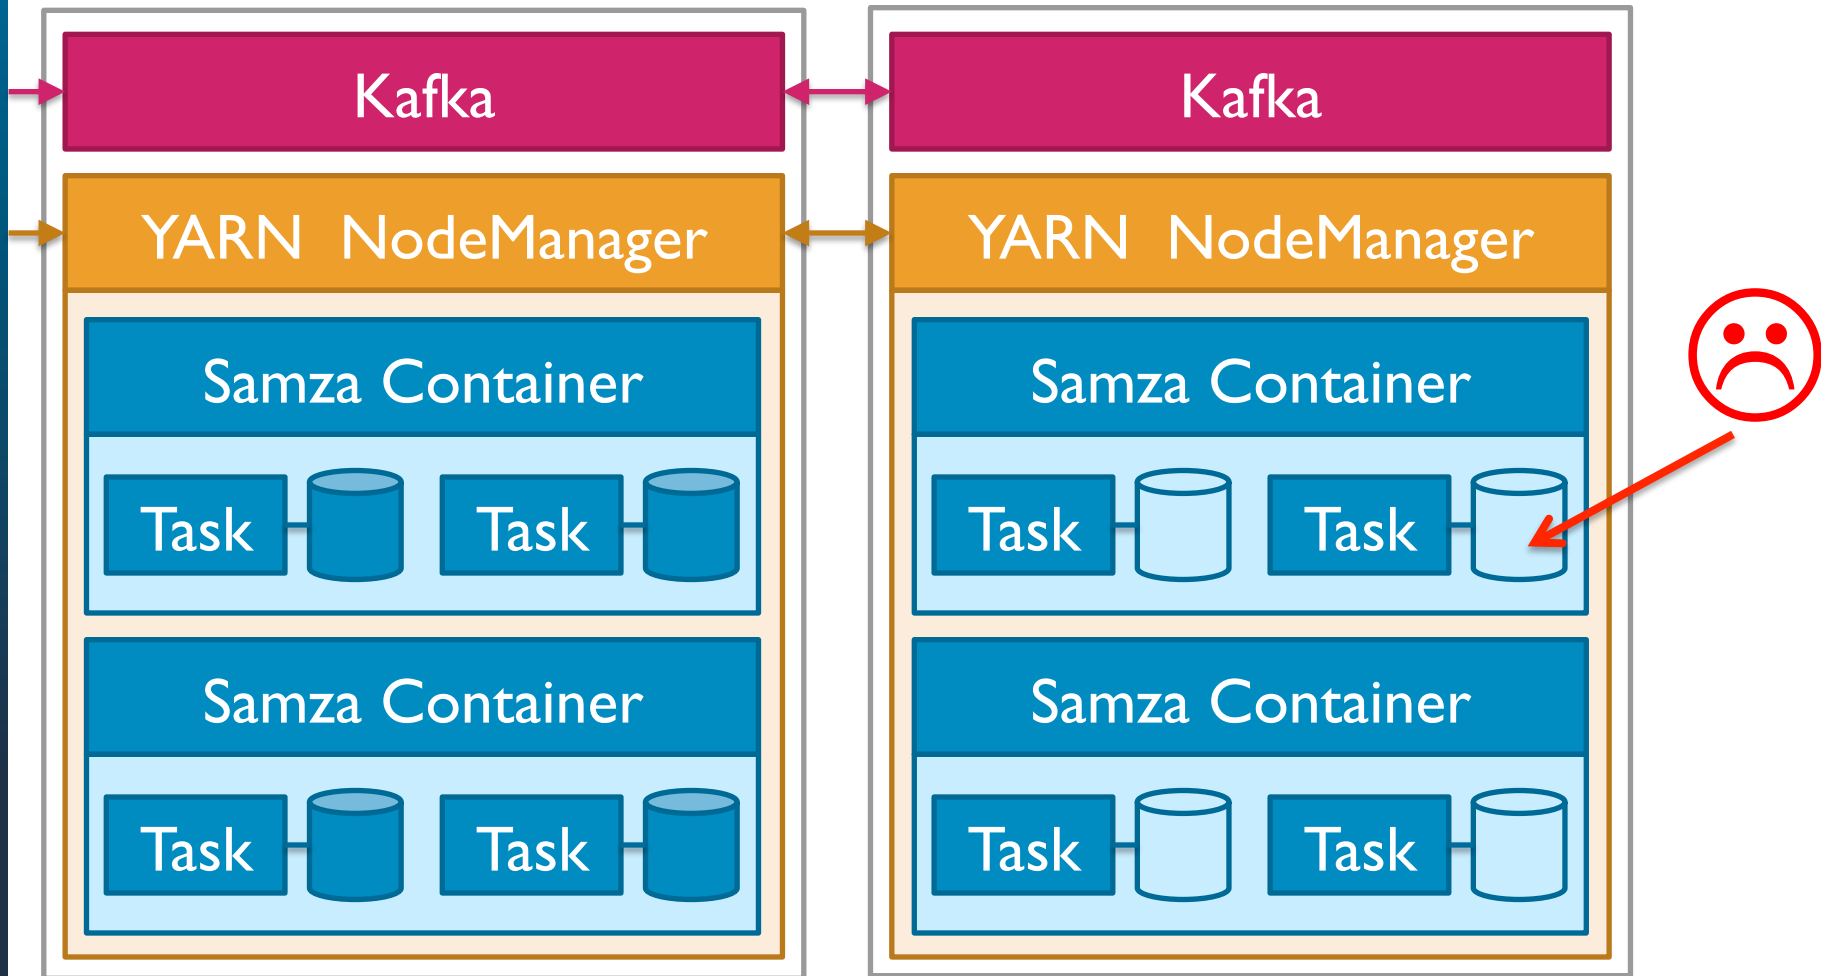 Kafka
Kafka
YARN NodeManager
YARN NodeManager
Samza Container
Samza Container
Task
Task
Task
Task
Samza Container
Samza Container
Task
Task
Task
Task